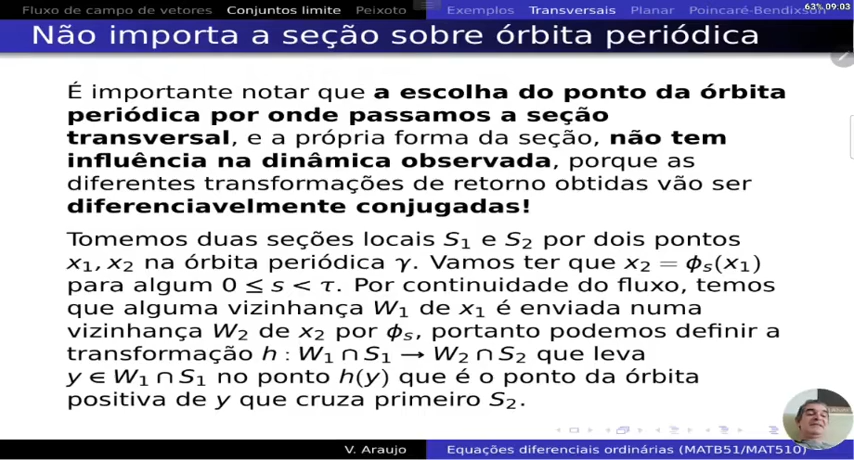 Fluxo de campo de vetores Conjuntos limite Peixoto Exemplos Transversais Planar Poincaré-Bendixson
63% 09:03
Não importa a seção sobre órbita periódica
É importante notar que a escolha do ponto da órbita
periódica por onde passamos a seção
transversal, e a própria forma da seção, não tem
influência na dinâmica observada, porque as
diferentes transformações de retorno obtidas vão ser
diferenciavelmente conjugadas!
Tomemos duas seções locais S₁ e S₂ por dois pontos
x₁, x₂ na órbita periódica γ. Vamos ter que x₂ = ϕₛ(x₁)
para algum 0 ≤ s < τ. Por continuidade do fluxo, temos
que alguma vizinhança W₁ de x₁ é enviada numa
vizinhança W₂ de x₂ por ϕₛ, portanto podemos definir a
transformação h : W₁ ∩ S₁ → W₂ ∩ S₂ que leva
y ∈ W₁ ∩ S₁ no ponto h(y) que é o ponto da órbita
positiva de y que cruza primeiro S₂.
V. Araujo Equações diferenciais ordinárias (MATB51/MAT510)